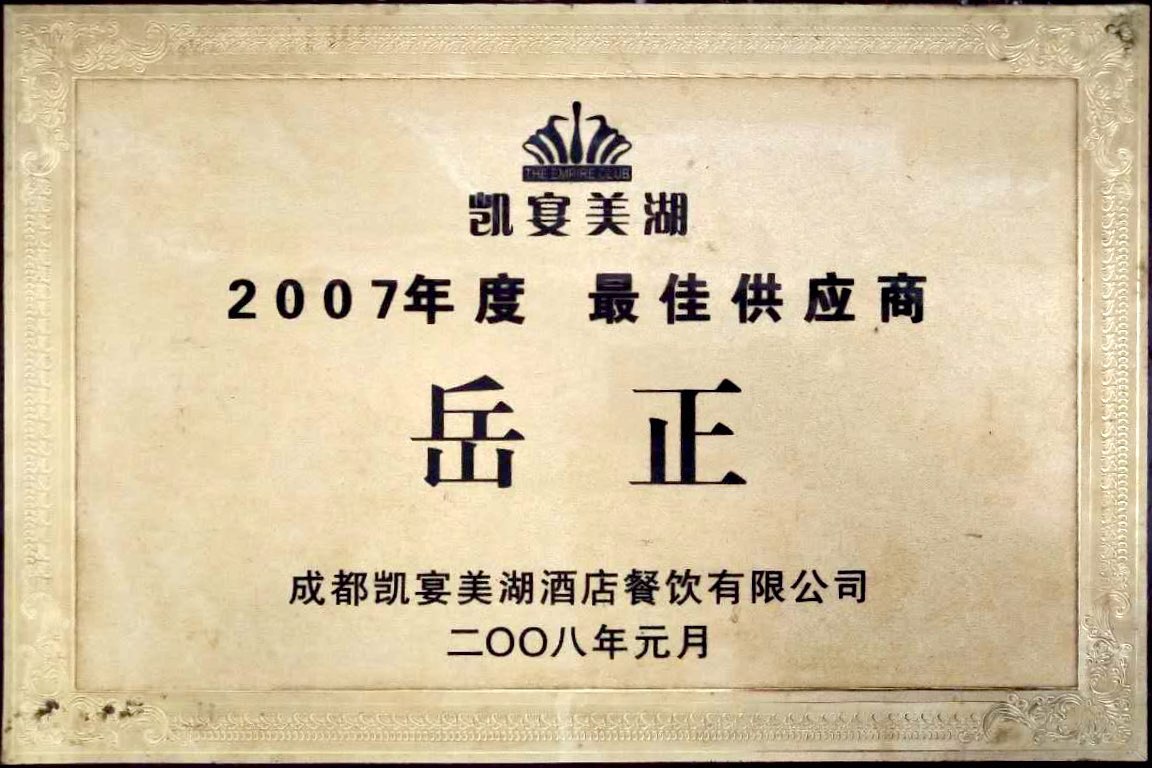 THE EMPIRE CLUB
凯宴美湖
2007年度 最佳供应商
岳正
成都凯宴美湖酒店餐饮有限公司
二〇〇八年元月